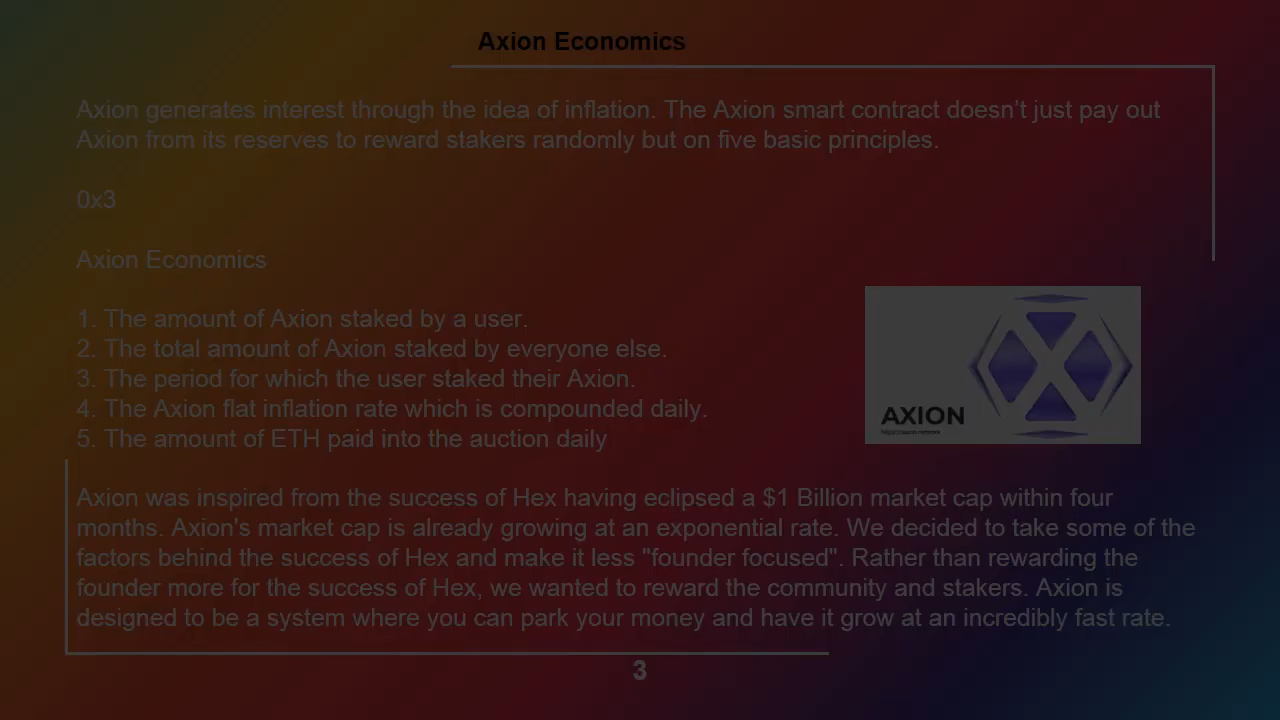 Axion Economics
Axion generates interest through the idea of inflation. The Axion smart contract doesn't just pay out
Axion from its reserves to reward stakers randomly but on five basic principles.
0x3
Axion Economics
1. The amount of Axion staked by a user.
2. The total amount of Axion staked by everyone else.
3. The period for which the user staked their Axion.
4. The Axion flat inflation rate which is compounded daily.
5. The amount of ETH paid into the auction daily
AXION
Axion was inspired from the success of Hex having eclipsed a $1 Billion market cap within four
months. Axion's market cap is already growing at an exponential rate. We decided to take some of the
factors behind the success of Hex and make it less "founder focused". Rather than rewarding the
founder more for the success of Hex, we wanted to reward the community and stakers. Axion is
designed to be a system where you can park your money and have it grow at an incredibly fast rate.
3